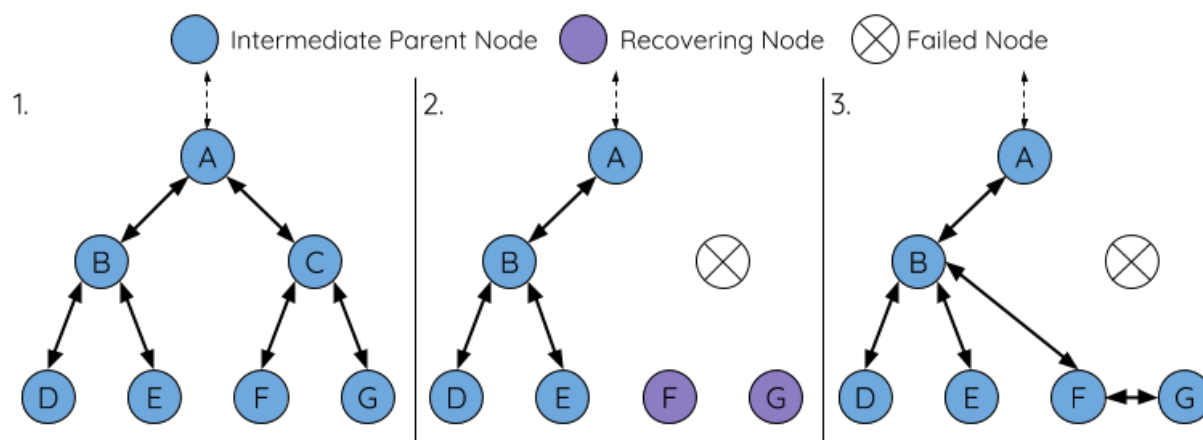 Intermediate Parent Node
Recovering Node
Failed Node
1.
A
B
C
D
E
F
G
2.
A
B
D
E
F
G
3.
A
B
D
E
F
G